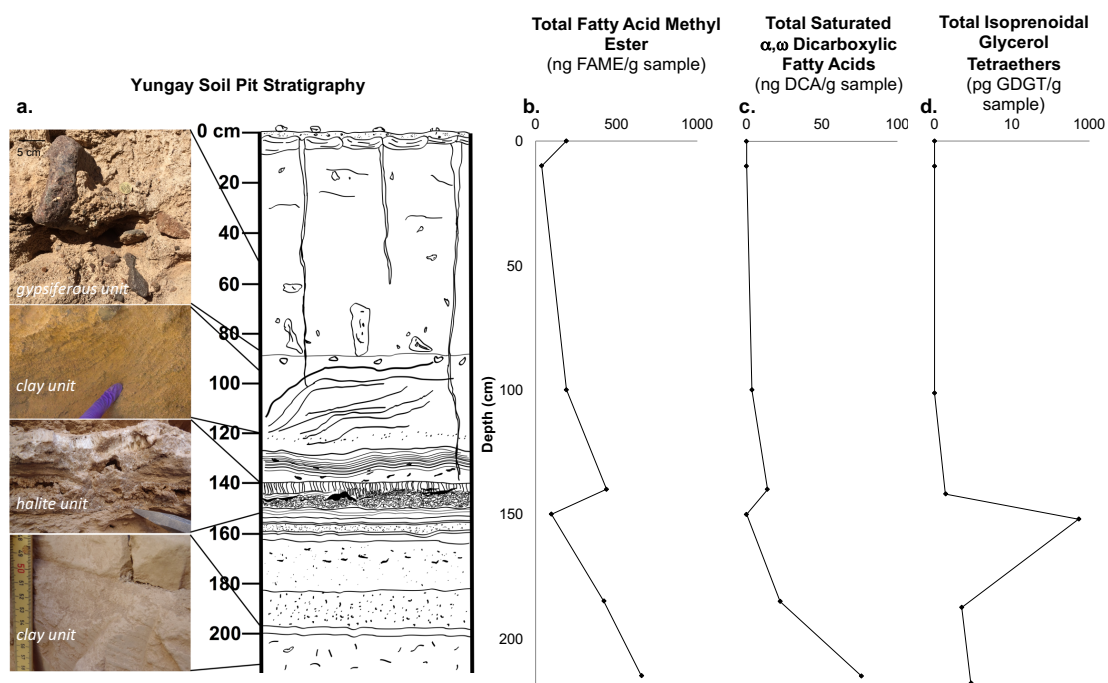 Yungay Soil Pit Stratigraphy
a.
5 cm
gypsiferous unit
clay unit
halite unit
clay unit
50
0 cm
20
40
60
80
100
120
140
160
180
200
Total Fatty Acid Methyl
Ester
(ng FAME/g sample)
b.
0 500 1000
Depth (cm)
0
50
100
150
200
Total Saturated
α,ω Dicarboxylic
Fatty Acids
(ng DCA/g sample)
c.
0 50 100
Total Isoprenoidal
Glycerol
Tetraethers
(pg GDGT/g
sample)
d.
0 10 1000